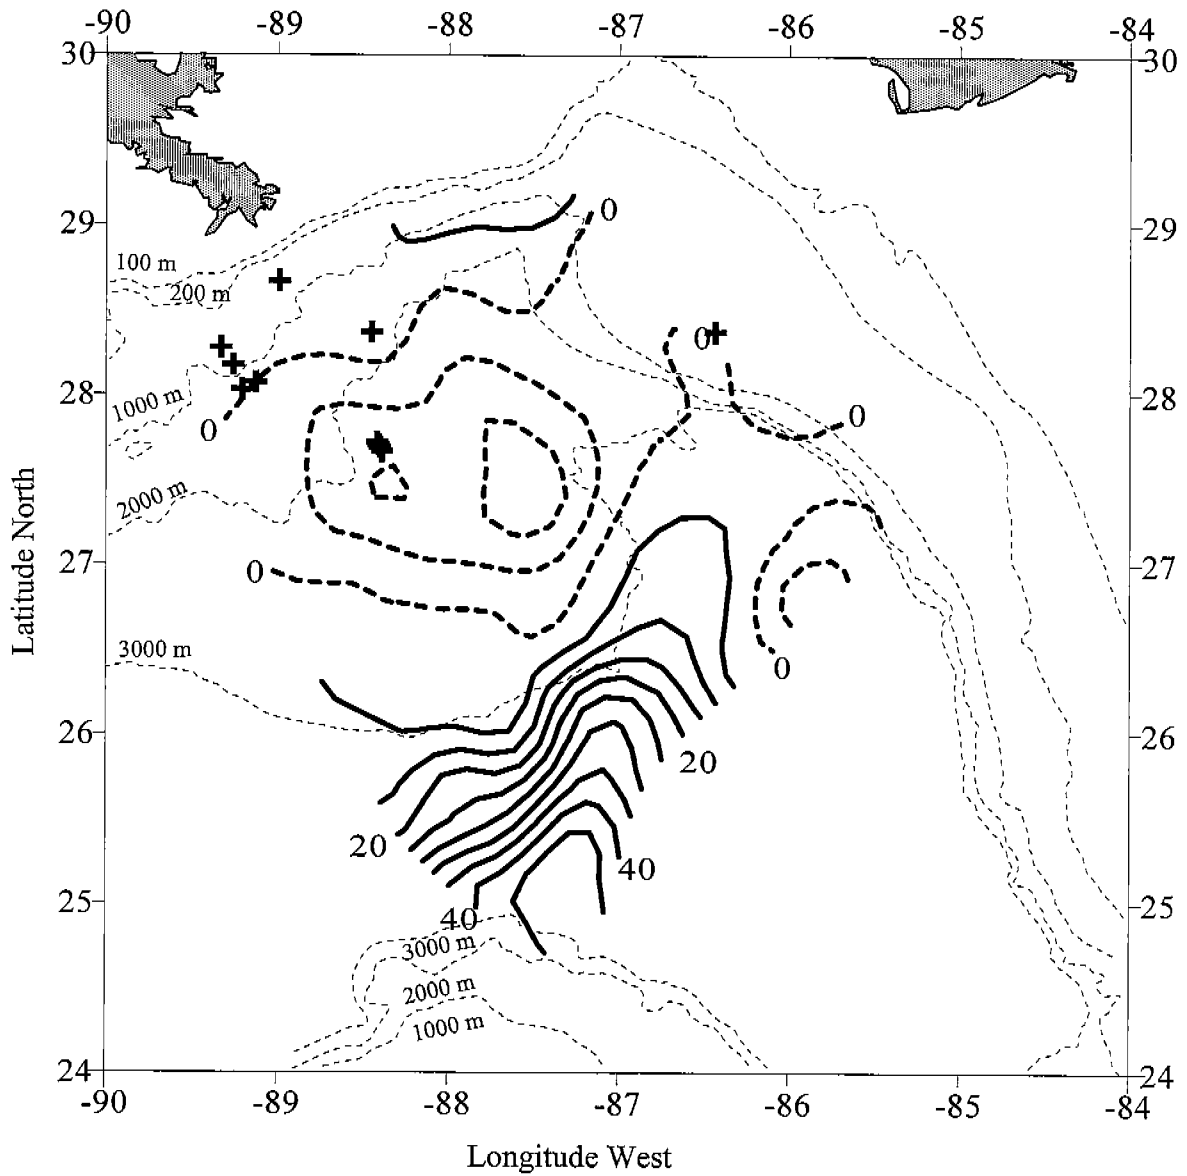 -90 -89 -88 -87 -86 -85 -84
30 30
29 0 29
100 m
200 m
0
28 28
1000 m
0 0
2000 m
27 0 27
3000 m
0
26 26
20
20
40
25 40 25
3000 m
2000 m
1000 m
24 24
-90 -89 -88 -87 -86 -85 -84
Longitude West
Latitude North